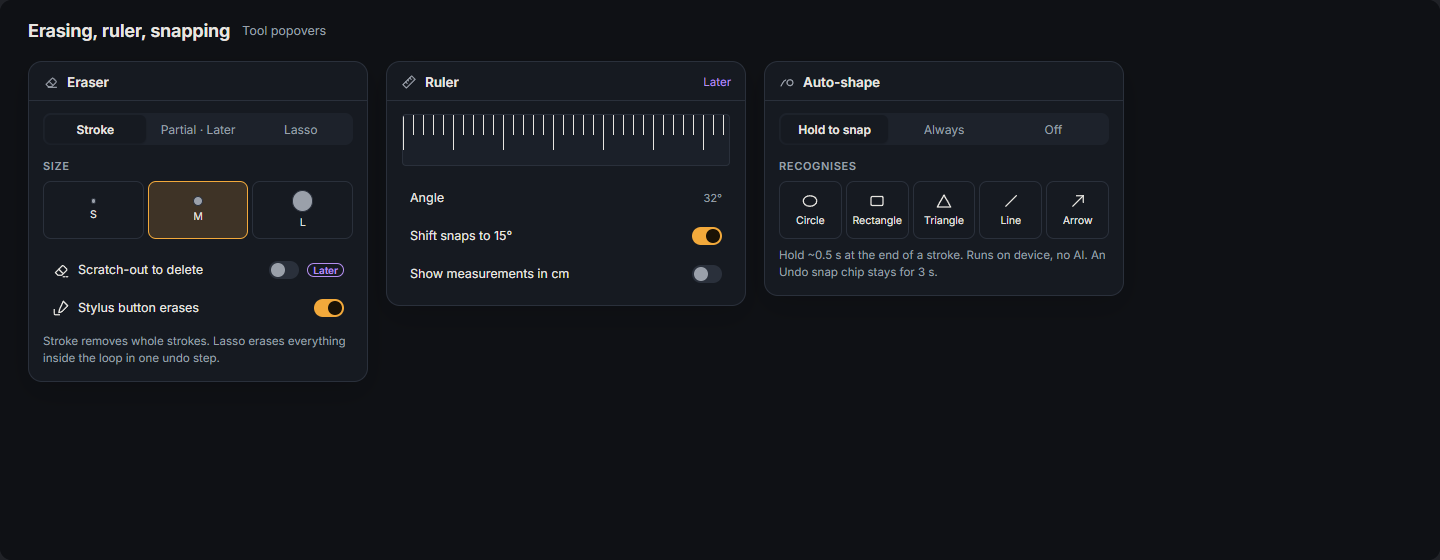 Erasing, ruler, snapping Tool popovers
Eraser
Stroke Partial · Later Lasso
SIZE
S M L
Scratch-out to delete Later
Stylus button erases
Stroke removes whole strokes. Lasso erases everything
inside the loop in one undo step.
Ruler Later
Angle 32°
Shift snaps to 15°
Show measurements in cm
Auto-shape
Hold to snap Always Off
RECOGNISES
Circle Rectangle Triangle Line Arrow
Hold ~0.5 s at the end of a stroke. Runs on device, no AI. An
Undo snap chip stays for 3 s.